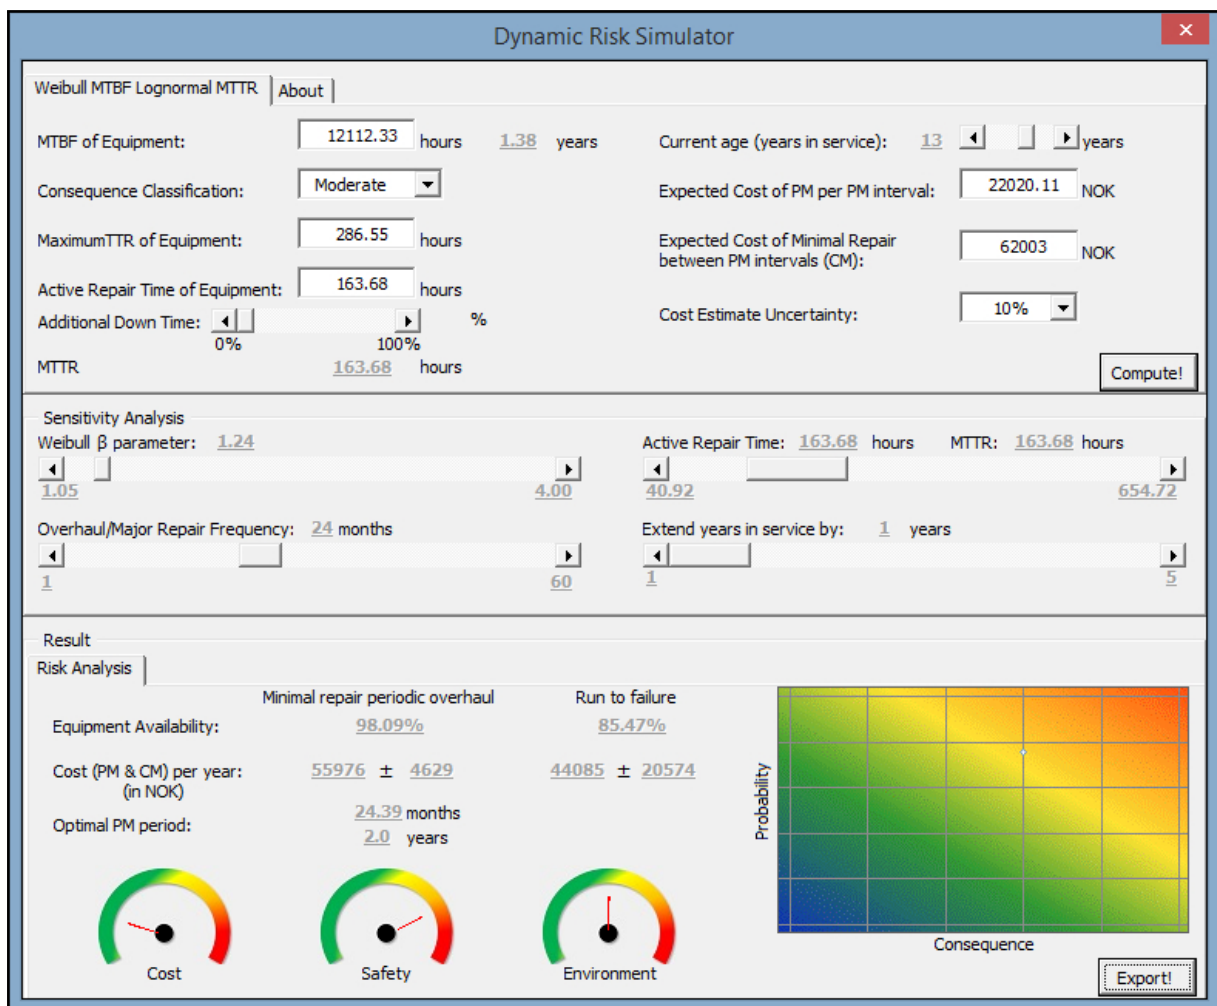 Dynamic Risk Simulator
Weibull MTBF Lognormal MTTR About
MTBF of Equipment: 12112.33 hours 1.38 years
Current age (years in service): 13 years
Consequence Classification: Moderate
Expected Cost of PM per PM interval: 22020.11 NOK
MaximumTTR of Equipment: 286.55 hours
Expected Cost of Minimal Repair
between PM intervals (CM): 62003 NOK
Active Repair Time of Equipment: 163.68 hours
Additional Down Time: %
0% 100%
Cost Estimate Uncertainty: 10%
MTTR 163.68 hours
Compute!
Sensitivity Analysis
Weibull β parameter: 1.24
1.05 4.00
Active Repair Time: 163.68 hours MTTR: 163.68 hours
40.92 654.72
Overhaul/Major Repair Frequency: 24 months
1 60
Extend years in service by: 1 years
1 5
Result
Risk Analysis
Minimal repair periodic overhaul Run to failure
Equipment Availability: 98.09% 85.47%
Cost (PM & CM) per year: 55976 ± 4629 44085 ± 20574
(in NOK)
Optimal PM period: 24.39 months
2.0 years
Cost
Safety
Environment
Probability
Consequence
Export!